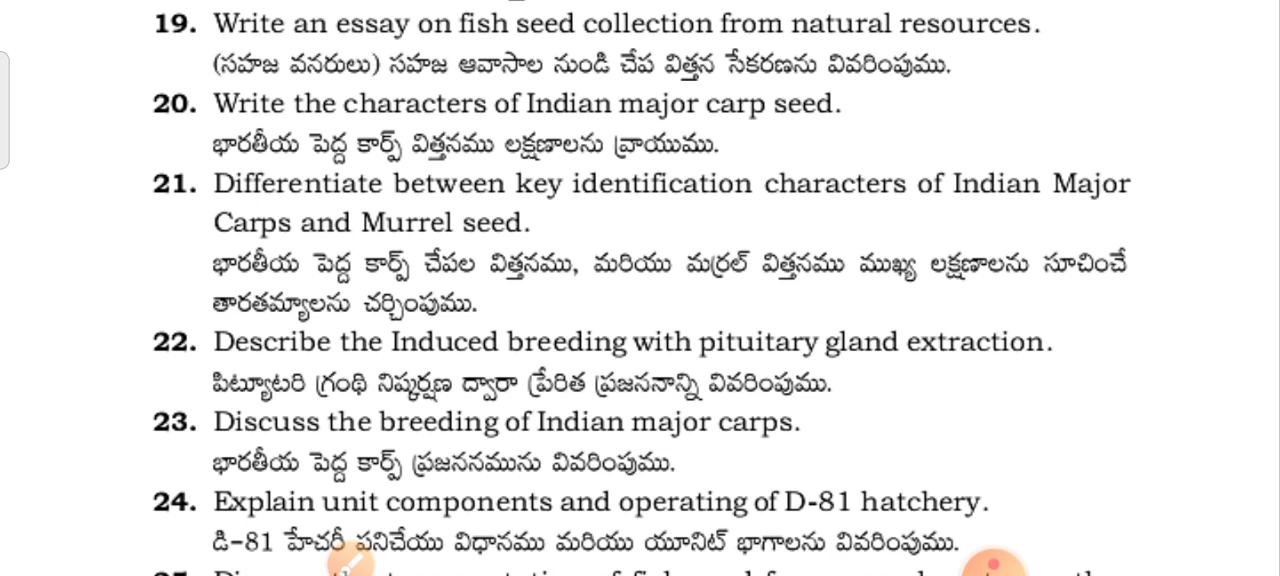 19. Write an essay on fish seed collection from natural resources.
(సహజ వనరులు) సహజ ఆవాసాల నుండి చేప విత్తన సేకరణను వివరింపుము.
20. Write the characters of Indian major carp seed.
భారతీయ పెద్ద కార్ప్ విత్తనము లక్షణాలను వ్రాయుము.
21. Differentiate between key identification characters of Indian Major
Carps and Murrel seed.
భారతీయ పెద్ద కార్ప్ చేపల విత్తనము, మరియు మర్రల్ విత్తనము ముఖ్య లక్షణాలను సూచించే
తారతమ్యాలను చర్చింపుము.
22. Describe the Induced breeding with pituitary gland extraction.
పిట్యూటరి గ్రంథి నిష్కర్షణ ద్వారా ప్రేరిత ప్రజననాన్ని వివరింపుము.
23. Discuss the breeding of Indian major carps.
భారతీయ పెద్ద కార్ప్ ప్రజననమును వివరింపుము.
24. Explain unit components and operating of D-81 hatchery.
డి-81 హేచరీ పనిచేయు విధానము మరియు యూనిట్ భాగాలను వివరింపుము.